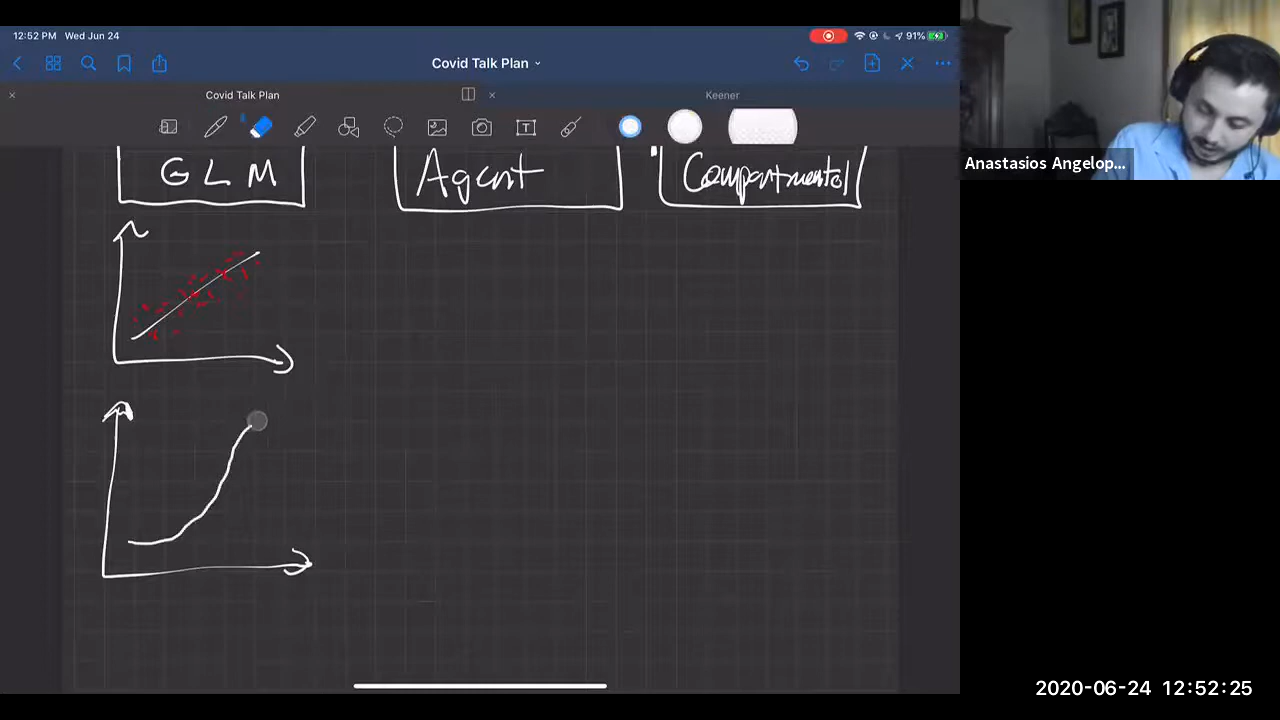 12:52 PM Wed Jun 24
91%
Covid Talk Plan
Covid Talk Plan
Keener
T
GLM
Agent
Compartmental
Anastasios Angelop...
2020-06-24 12:52:25